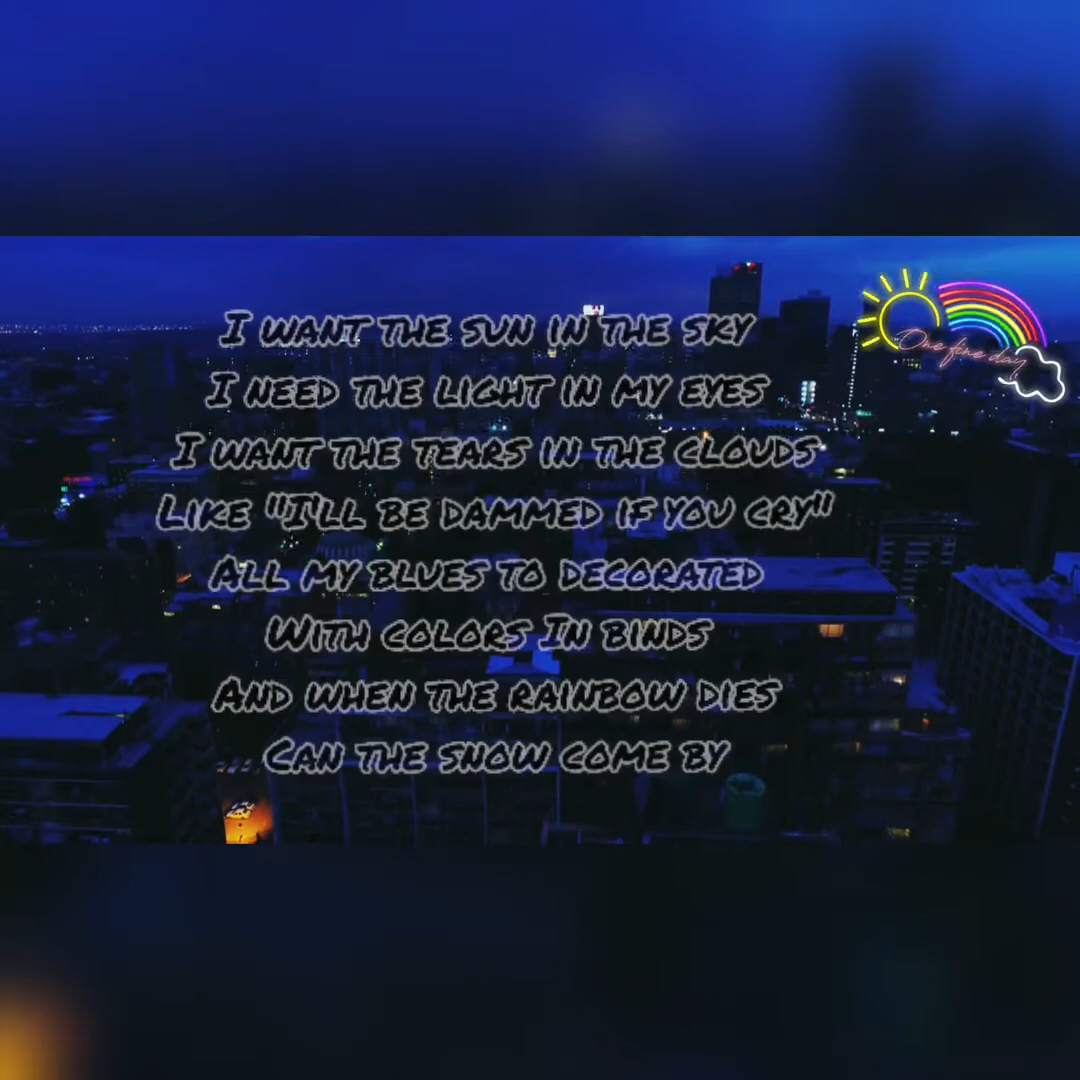 I want the sun in the sky
I need the light in my eyes
I want the tears in the clouds
Like "I'll be dammed if you cry"
All my blues to decorated
With colors In binds
And when the rainbow dies
Can the snow come by
One fine day